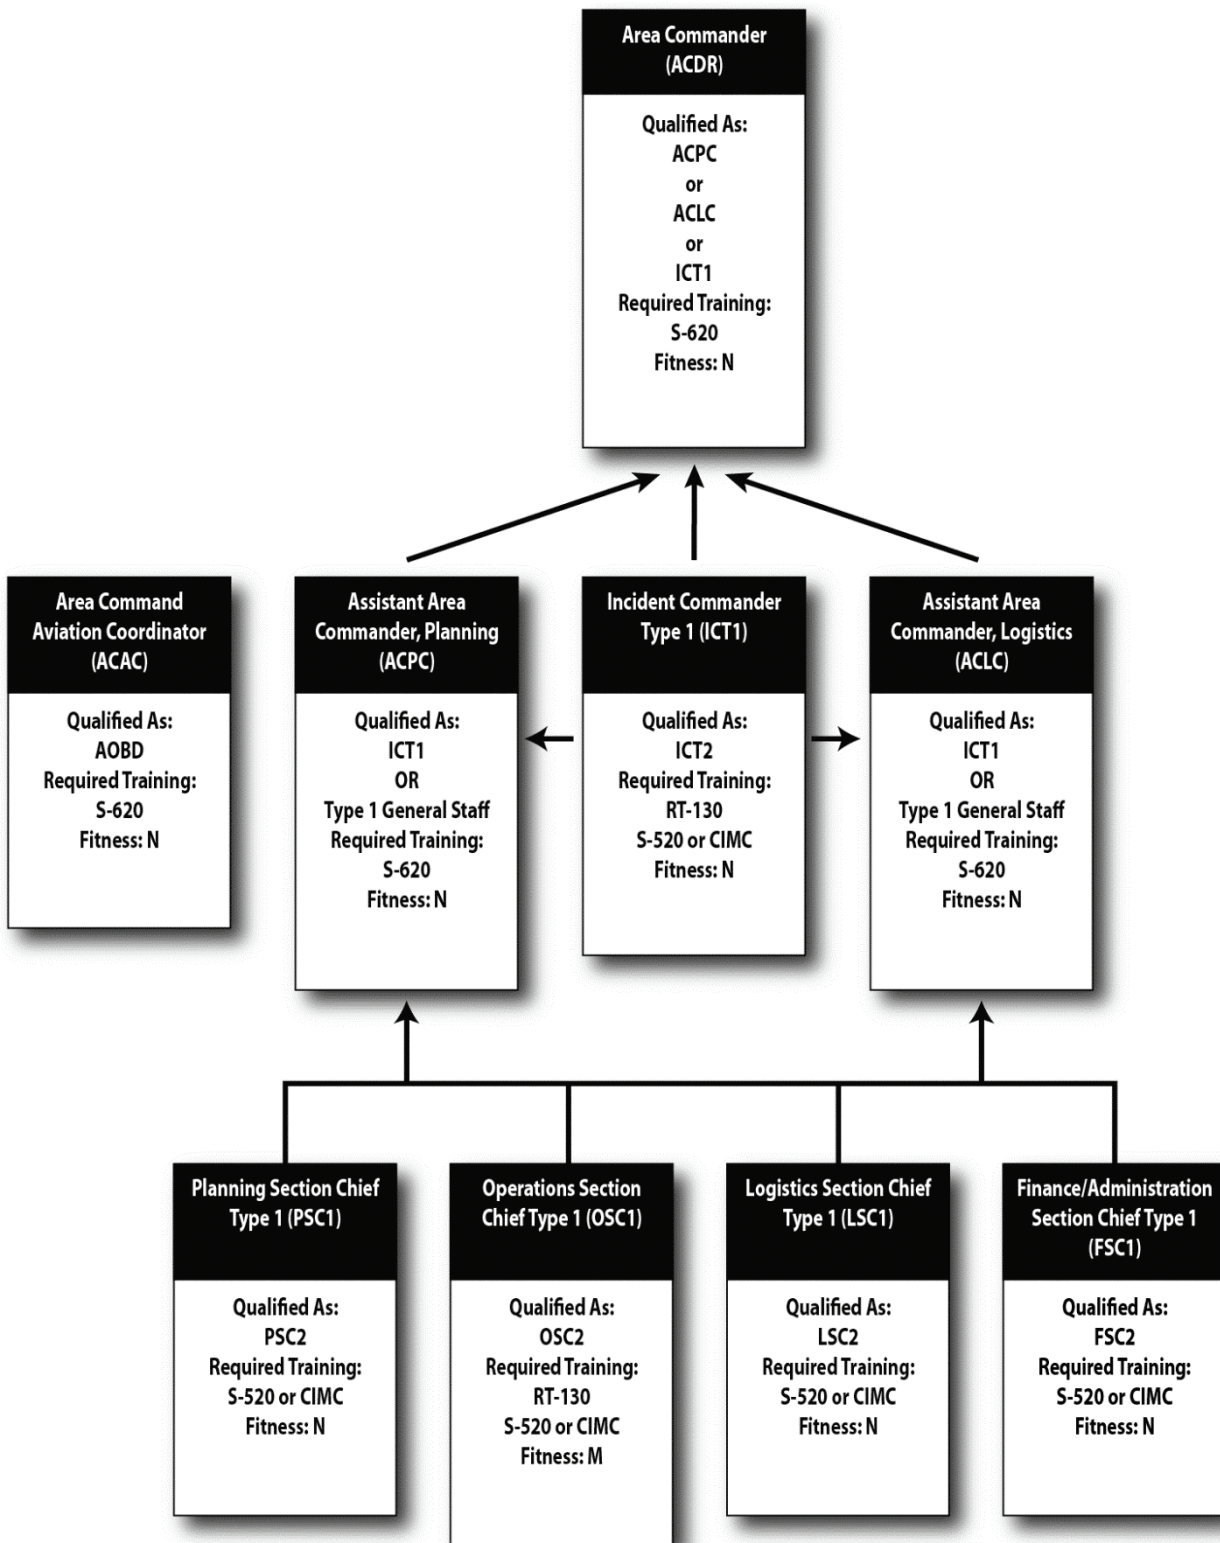 Area Commander
(ACDR)
Qualified As:
ACPC
or
ACLC
or
ICT1
Required Training:
S-620
Fitness: N
Area Command
Aviation Coordinator
(ACAC)
Qualified As:
AOBD
Required Training:
S-620
Fitness: N
Assistant Area
Commander, Planning
(ACPC)
Qualified As:
ICT1
OR
Type 1 General Staff
Required Training:
S-620
Fitness: N
Incident Commander
Type 1 (ICT1)
Qualified As:
ICT2
Required Training:
RT-130
S-520 or CIMC
Fitness: N
Assistant Area
Commander, Logistics
(ACLC)
Qualified As:
ICT1
OR
Type 1 General Staff
Required Training:
S-620
Fitness: N
Planning Section Chief
Type 1 (PSC1)
Qualified As:
PSC2
Required Training:
S-520 or CIMC
Fitness: N
Operations Section
Chief Type 1 (OSC1)
Qualified As:
OSC2
Required Training:
RT-130
S-520 or CIMC
Fitness: M
Logistics Section Chief
Type 1 (LSC1)
Qualified As:
LSC2
Required Training:
S-520 or CIMC
Fitness: N
Finance/Administration
Section Chief Type 1
(FSC1)
Qualified As:
FSC2
Required Training:
S-520 or CIMC
Fitness: N